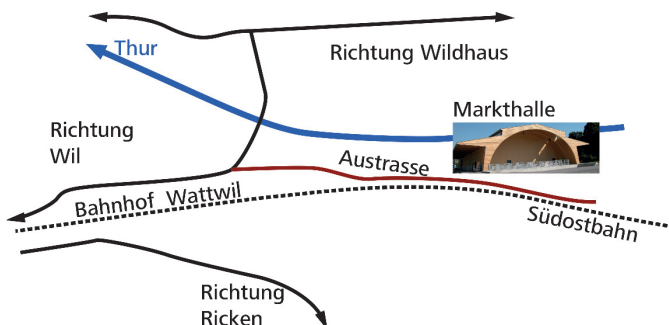 Thur
Richtung Wildhaus
Markthalle
Richtung
Wil
Austrasse
Bahnhof Wattwil
Südostbahn
Richtung
Ricken